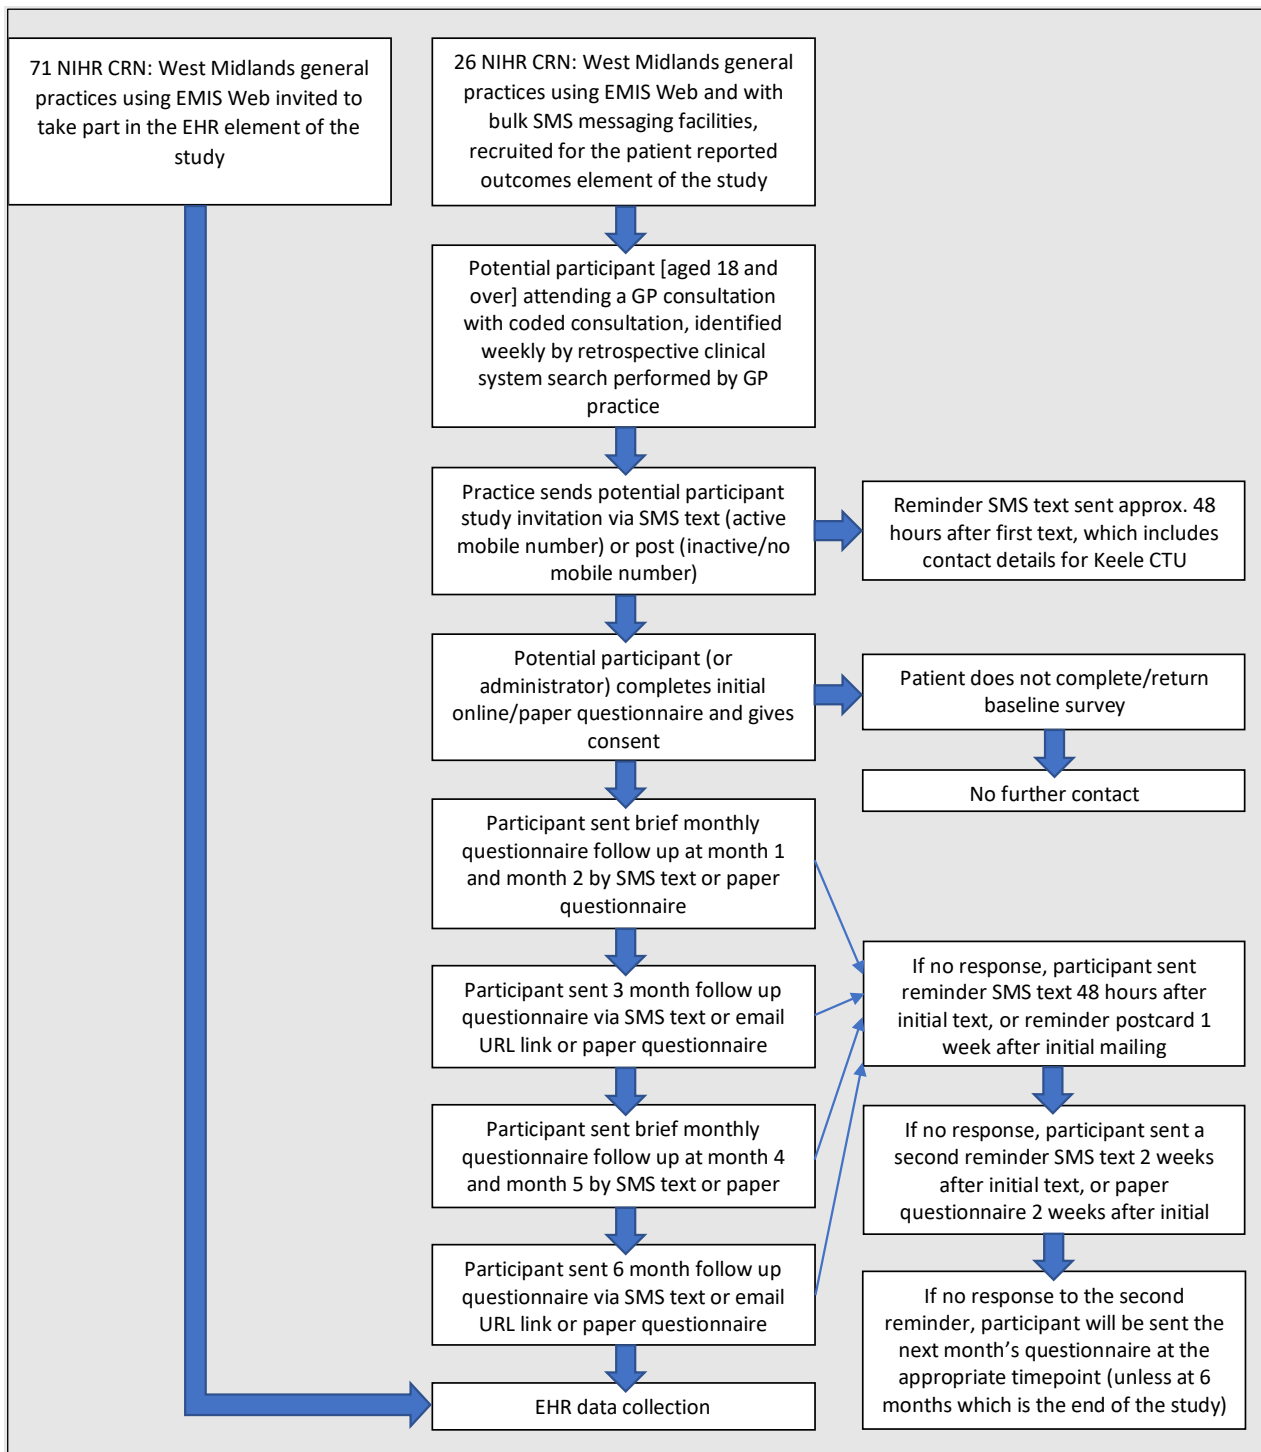 71 NIHR CRN: West Midlands general
practices using EMIS Web invited to
take part in the EHR element of the
study
26 NIHR CRN: West Midlands general
practices using EMIS Web and with
bulk SMS messaging facilities,
recruited for the patient reported
outcomes element of the study
Potential participant [aged 18 and
over] attending a GP consultation
with coded consultation, identified
weekly by retrospective clinical
system search performed by GP
practice
Practice sends potential participant
study invitation via SMS text (active
mobile number) or post (inactive/no
mobile number)
Reminder SMS text sent approx. 48
hours after first text, which includes
contact details for Keele CTU
Potential participant (or
administrator) completes initial
online/paper questionnaire and gives
consent
Patient does not complete/return
baseline survey
No further contact
Participant sent brief monthly
questionnaire follow up at month 1
and month 2 by SMS text or paper
questionnaire
Participant sent 3 month follow up
questionnaire via SMS text or email
URL link or paper questionnaire
Participant sent brief monthly
questionnaire follow up at month 4
and month 5 by SMS text or paper
Participant sent 6 month follow up
questionnaire via SMS text or email
URL link or paper questionnaire
EHR data collection
If no response, participant sent
reminder SMS text 48 hours after
initial text, or reminder postcard 1
week after initial mailing
If no response, participant sent a
second reminder SMS text 2 weeks
after initial text, or paper
questionnaire 2 weeks after initial
If no response to the second
reminder, participant will be sent the
next month’s questionnaire at the
appropriate timepoint (unless at 6
months which is the end of the study)